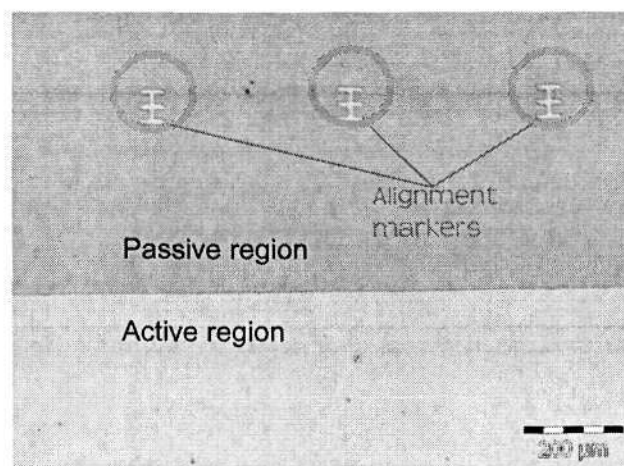 Alignment
markers
Passive region
Active region
200 µm